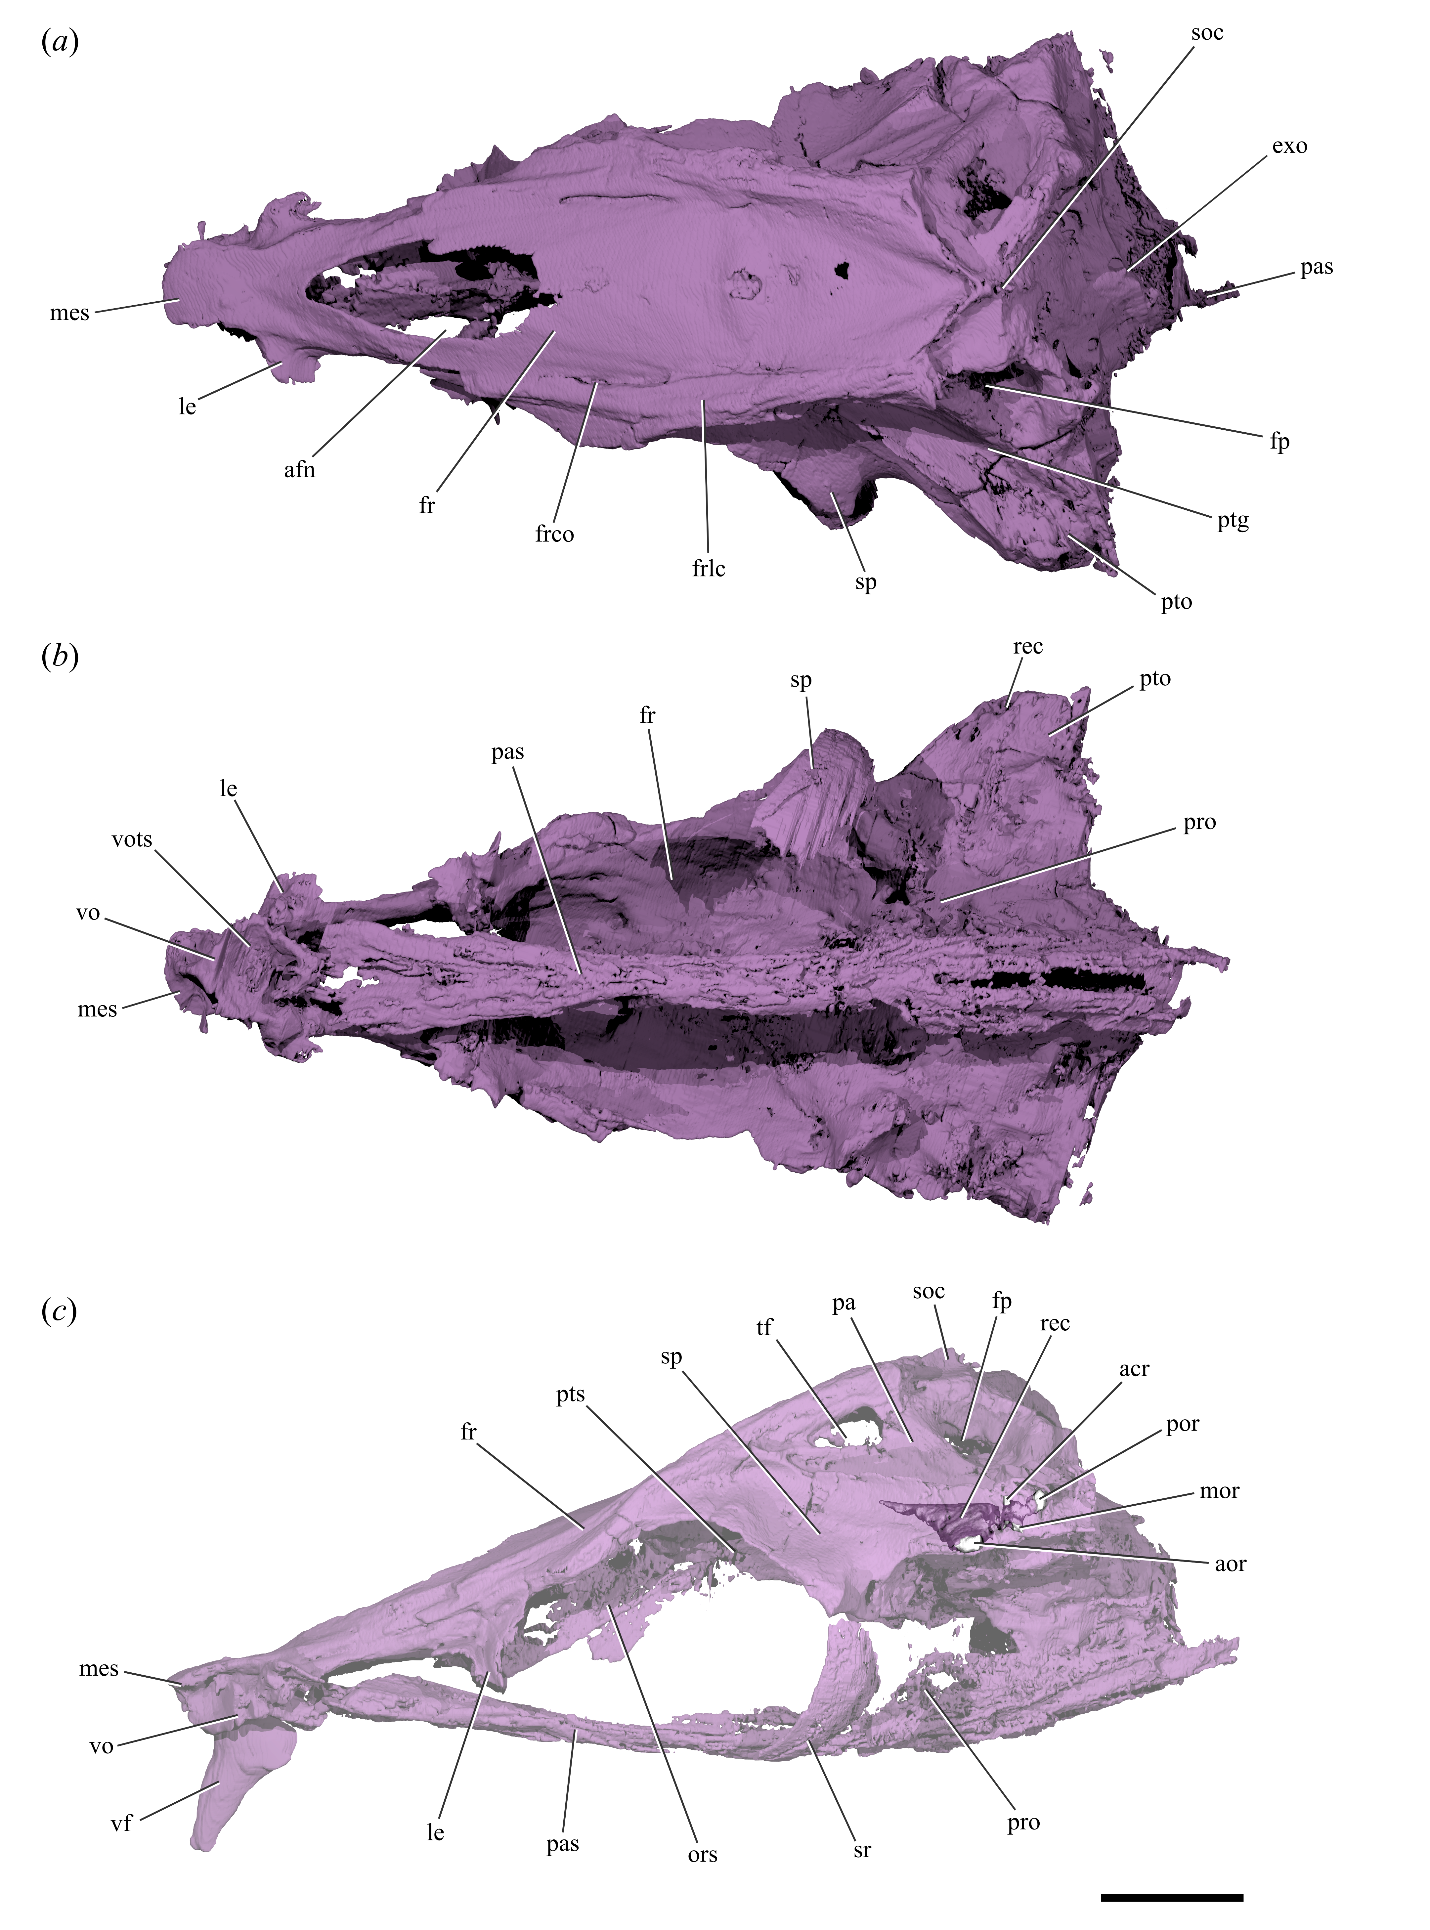 (a)
soc
exo
pas
mes
le
afn
fr
frco
frlc
sp
fp
ptg
pto
(b)
rec
pto
sp
fr
pas
le
vots
vo
mes
pro
(c)
soc
fp
pa
rec
tf
sp
acr
pts
por
fr
mor
aor
mes
vo
vf
le
pas
ors
sr
pro